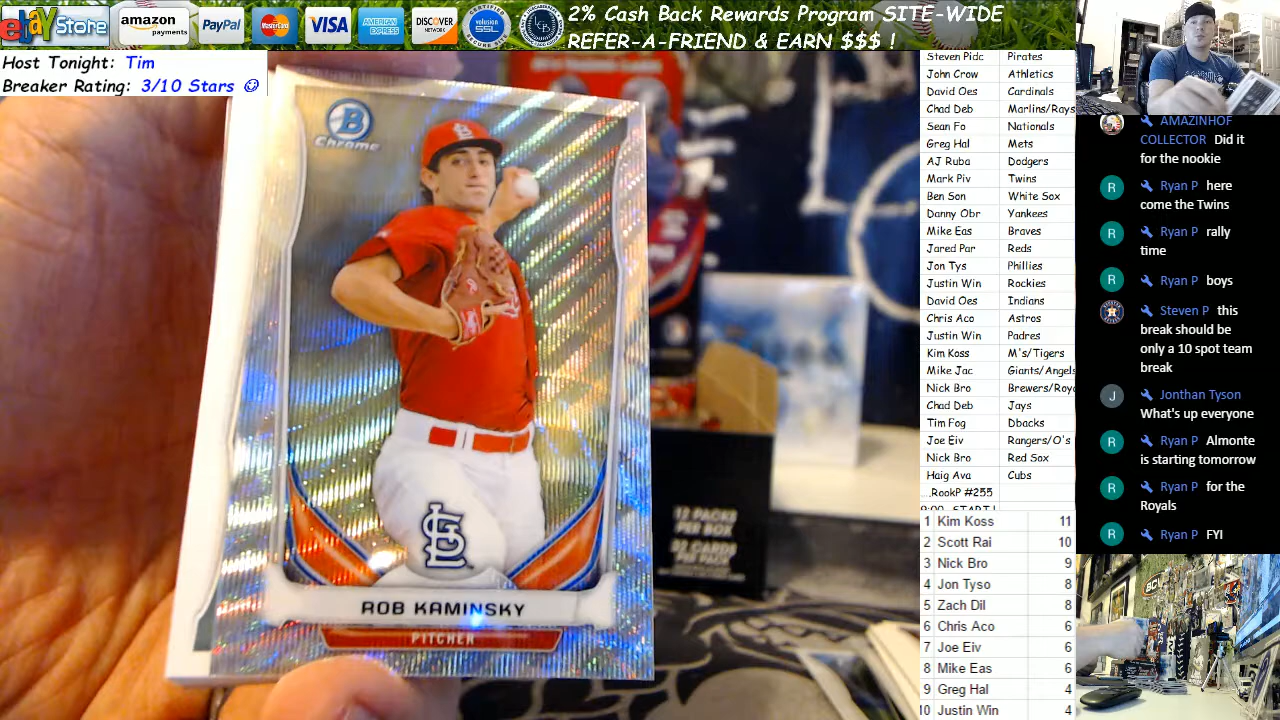 ebay Store
amazon payments
PayPal
MasterCard
VISA
AMERICAN EXPRESS
DISCOVER NETWORK
volusion SSL
2% Cash Back Rewards Program SITE-WIDE
REFER-A-FRIEND & EARN $$$ !
Host Tonight: Tim
Breaker Rating: 3/10 Stars
B
Chrome
ROB KAMINSKY
PITCHER
12 PACKS
PER BOX
Steven Pidc Pirates
John Crow Athletics
David Oes Cardinals
Chad Deb Marlins/Rays
Sean Fo Nationals
Greg Hal Mets
AJ Ruba Dodgers
Mark Piv Twins
Ben Son White Sox
Danny Obr Yankees
Mike Eas Braves
Jared Par Reds
Jon Tys Phillies
Justin Win Rockies
David Oes Indians
Chris Aco Astros
Justin Win Padres
Kim Koss M's/Tigers
Mike Jac Giants/Angels
Nick Bro Brewers/Roya
Chad Deb Jays
Tim Fog Dbacks
Joe Eiv Rangers/O's
Nick Bro Red Sox
Haig Ava Cubs
...RookP #255
1 Kim Koss 11
2 Scott Rai 10
3 Nick Bro 9
4 Jon Tyso 8
5 Zach Dil 8
6 Chris Aco 6
7 Joe Eiv 6
8 Mike Eas 6
9 Greg Hal 4
10 Justin Win 4
AMAZINHOF
COLLECTOR Did it
for the nookie
R Ryan P here
come the Twins
R Ryan P rally
time
R Ryan P boys
Steven P this
break should be
only a 10 spot team
break
J Jonthan Tyson
What's up everyone
R Ryan P Almonte
is starting tomorrow
R Ryan P for the
Royals
R Ryan P FYI
BCW